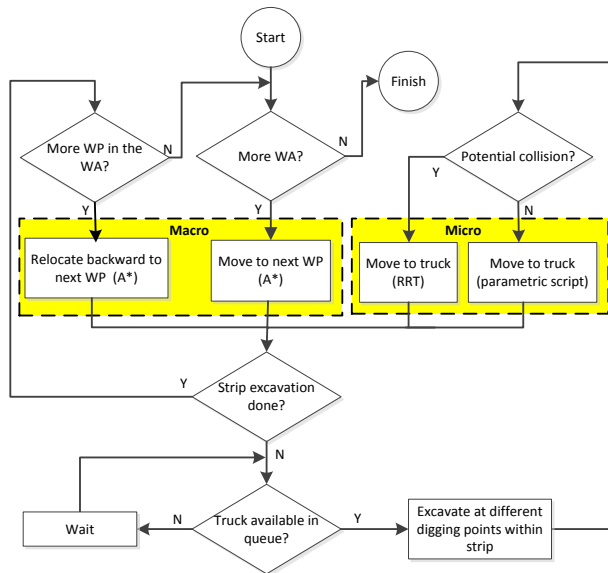 Start
Finish
More WP in the
WA?
N
More WA?
N
Potential collision?
Y
Y
Y
N
Macro
Micro
Relocate backward to
next WP (A*)
Move to next WP
(A*)
Move to truck
(RRT)
Move to truck
(parametric script)
Y
Strip excavation
done?
N
Wait
N
Truck available in
queue?
Y
Excavate at different
digging points within
strip